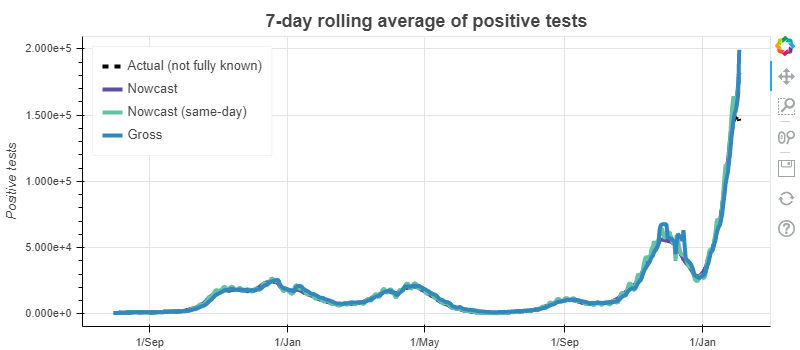 7-day rolling average of positive tests
2.000e+5
1.500e+5
1.000e+5
5.000e+4
0.000e+0
Positive tests
Actual (not fully known)
Nowcast
Nowcast (same-day)
Gross
1/Sep
1/Jan
1/May
1/Sep
1/Jan